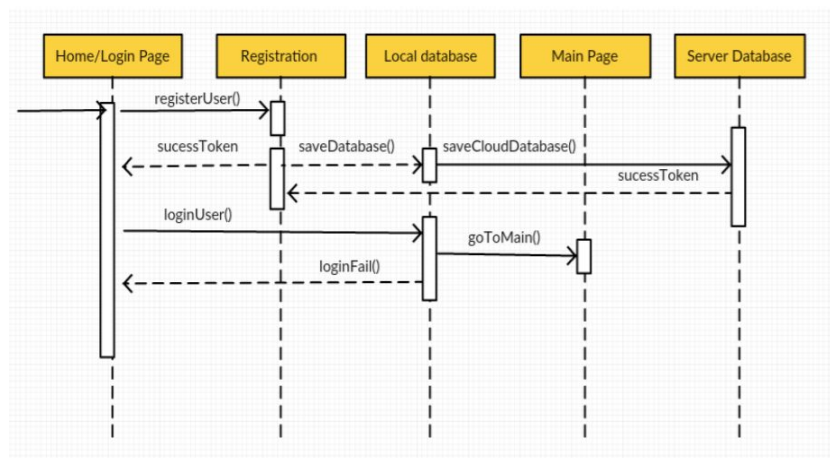 Home/Login Page
Registration
Local database
Main Page
Server Database
registerUser()
sucessToken
saveDatabase()
saveCloudDatabase()
sucessToken
loginUser()
goToMain()
loginFail()